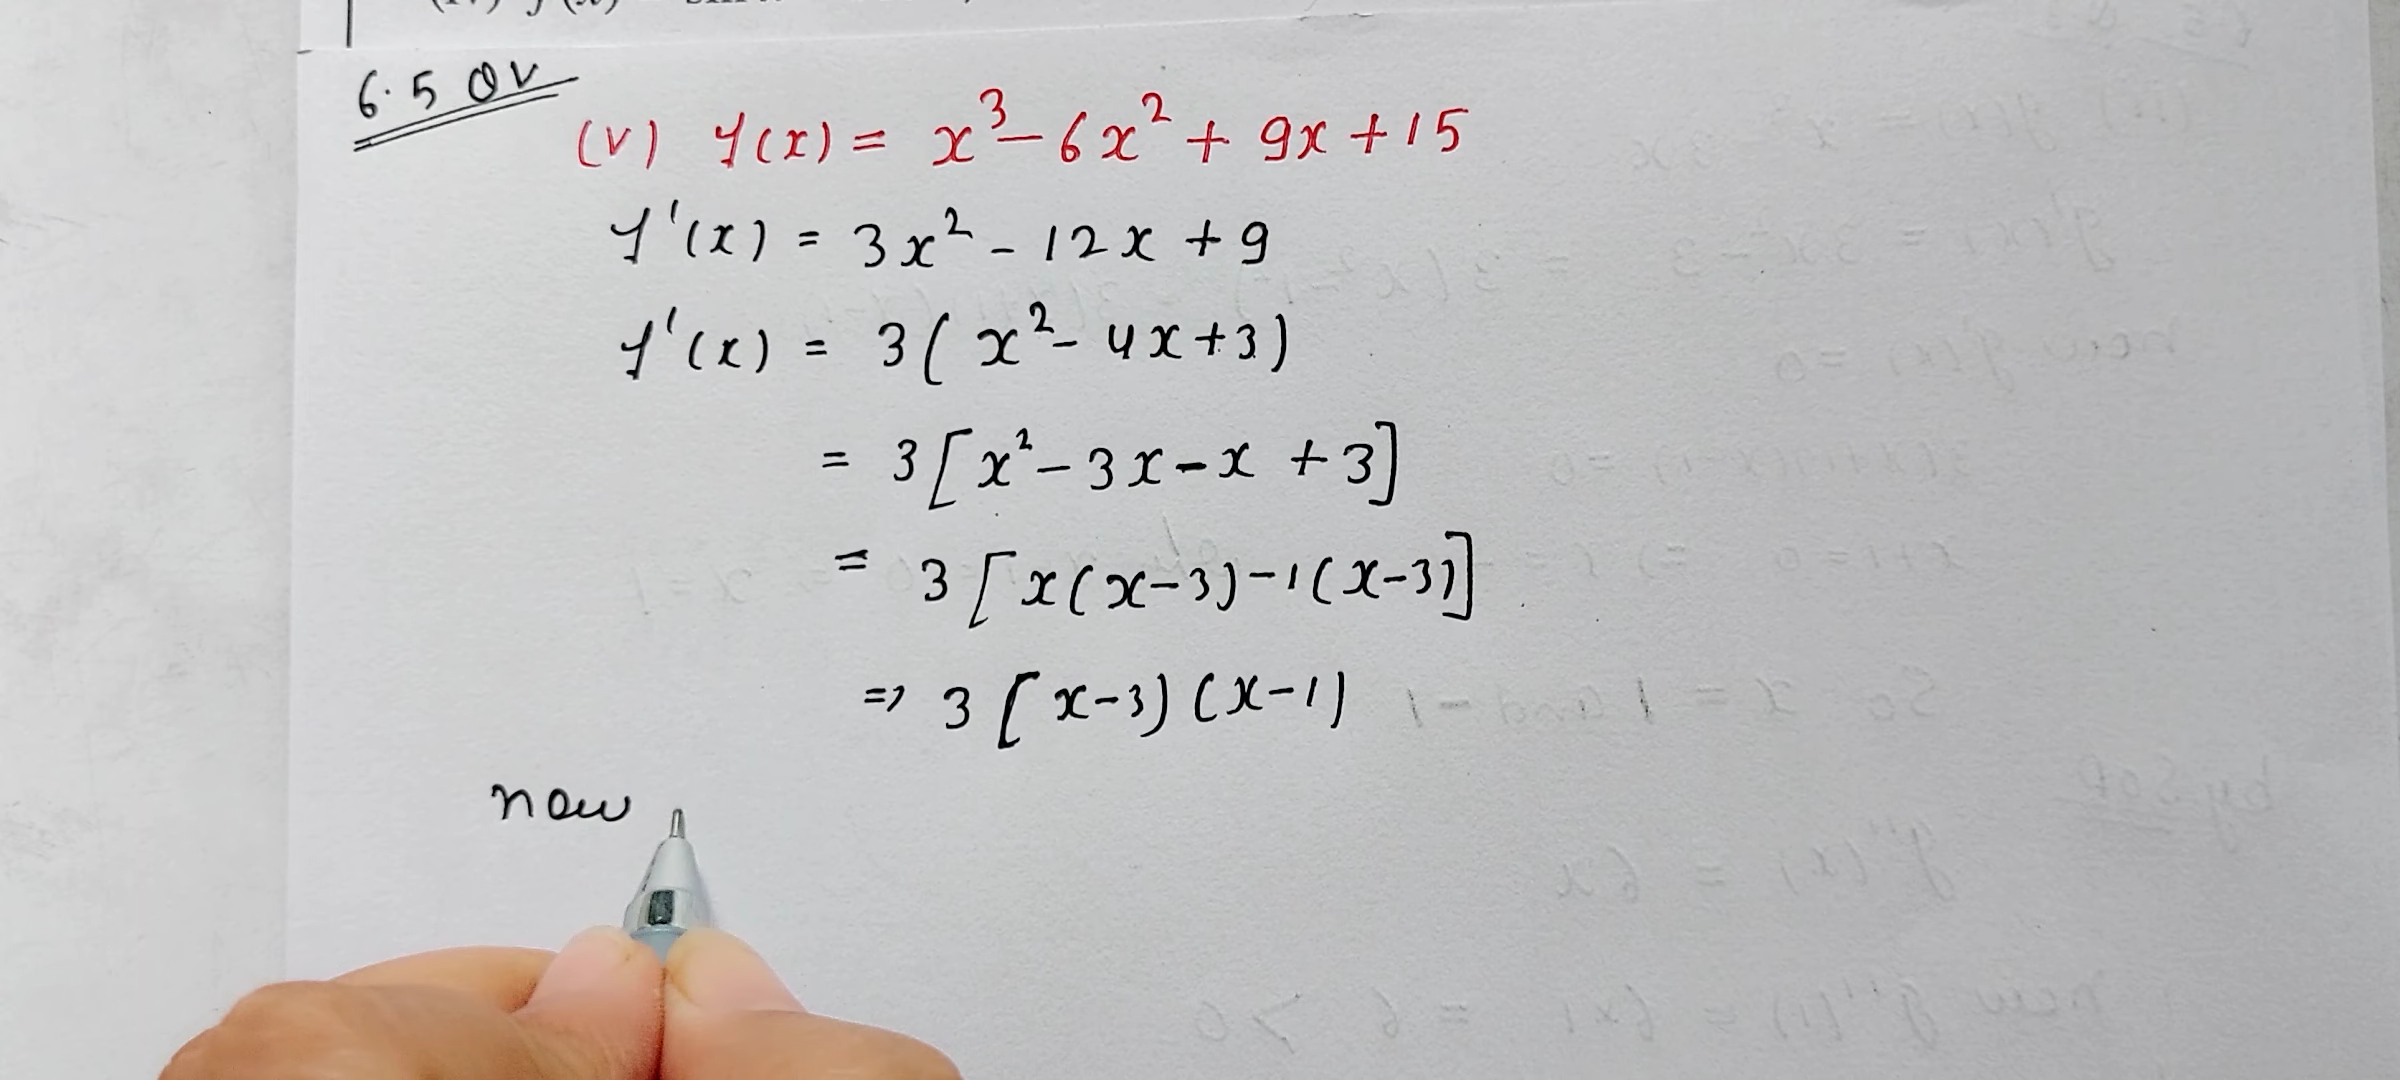 6.5 Q V
(v) f(x) = x³ - 6x² + 9x + 15
f'(x) = 3x² - 12x + 9
f'(x) = 3( x² - 4x + 3)
= 3[x² - 3x - x + 3]
= 3[x(x-3) - 1(x-3)]
⇒ 3[x-3) (x-1)
now